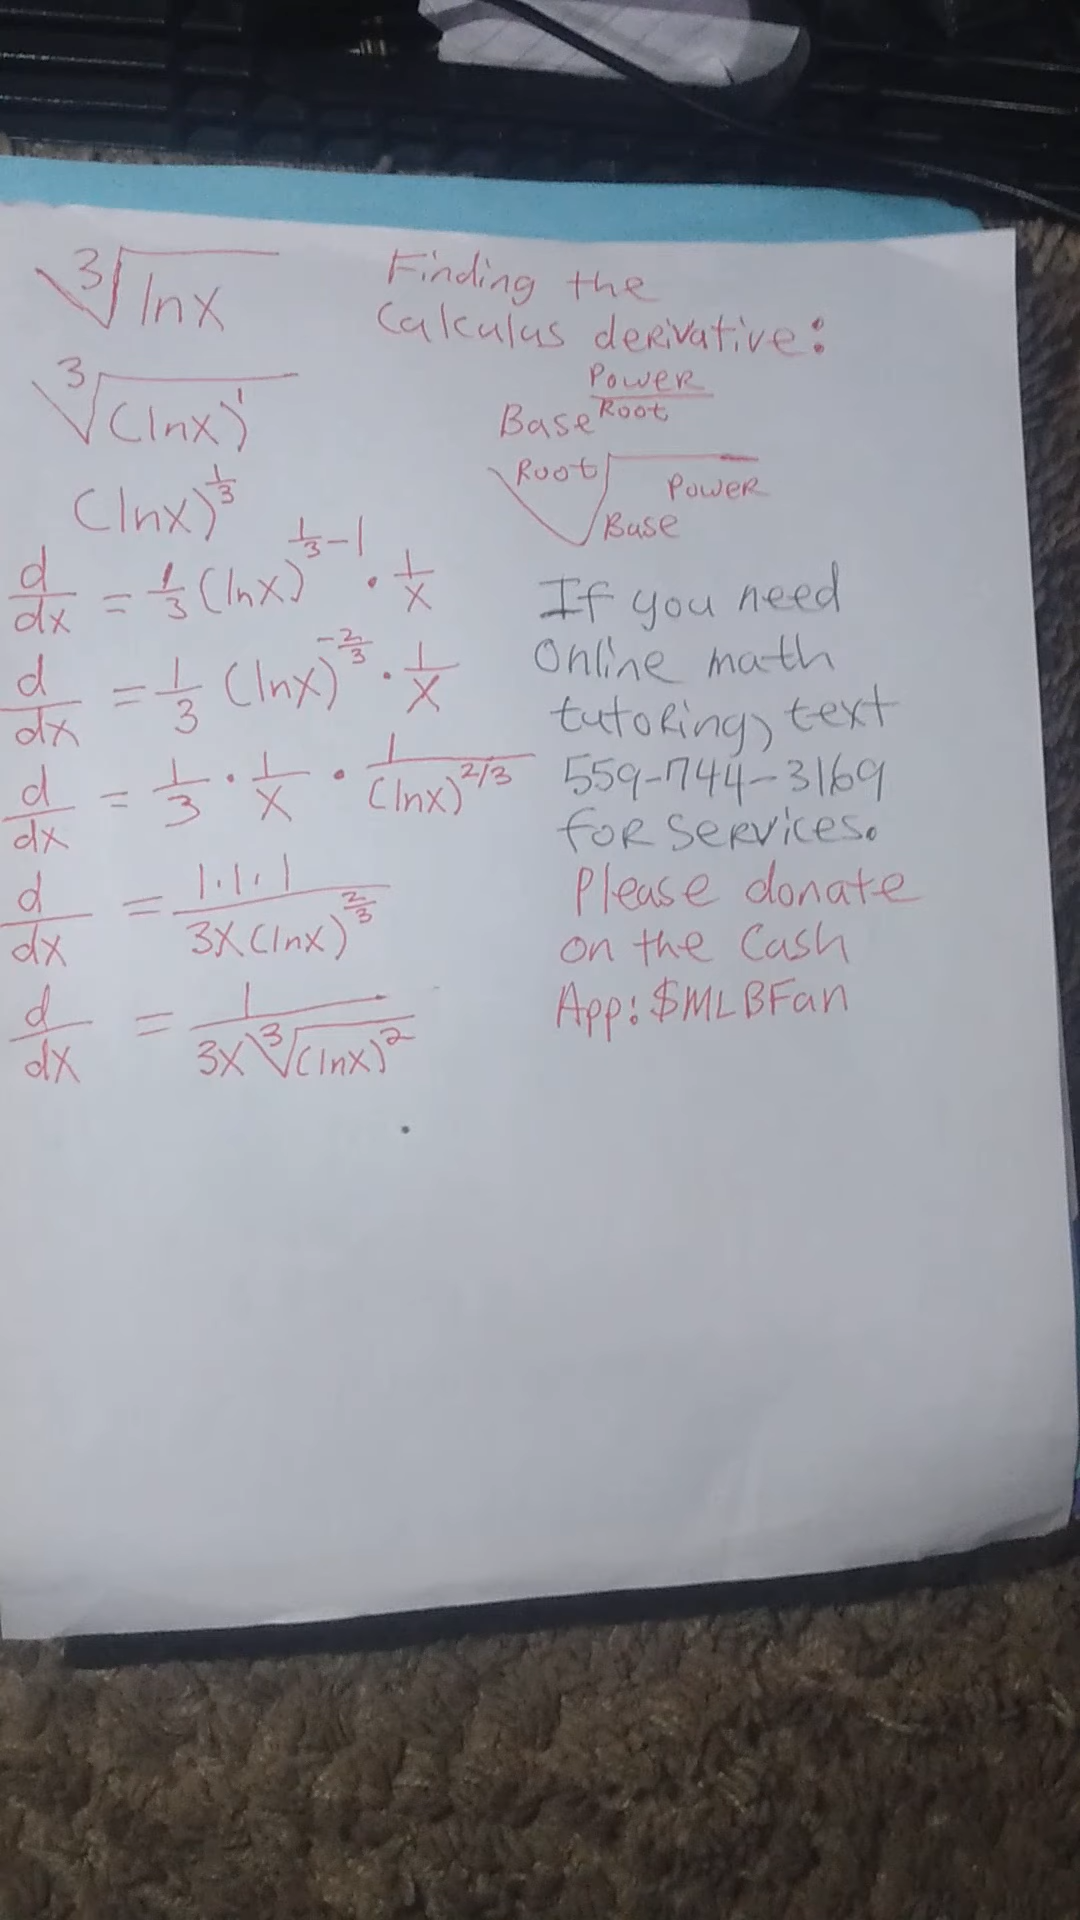 ∛lnx
∛(lnx)¹
(lnx)^(1/3)
d/dx = 1/3 (lnx)^(1/3 - 1) · 1/x
d/dx = 1/3 (lnx)^(-2/3) · 1/x
d/dx = 1/3 · 1/x · 1/(lnx)^(2/3)
d/dx = 1·1·1/3x(lnx)^(2/3)
d/dx = 1/3x∛(lnx)²
Finding the
Calculus derivative:
Power
Base Root
Root Power
Base
If you need
Online math
tutoring, text
559-744-3169
for services.
Please donate
on the Cash
App: $MLBFan